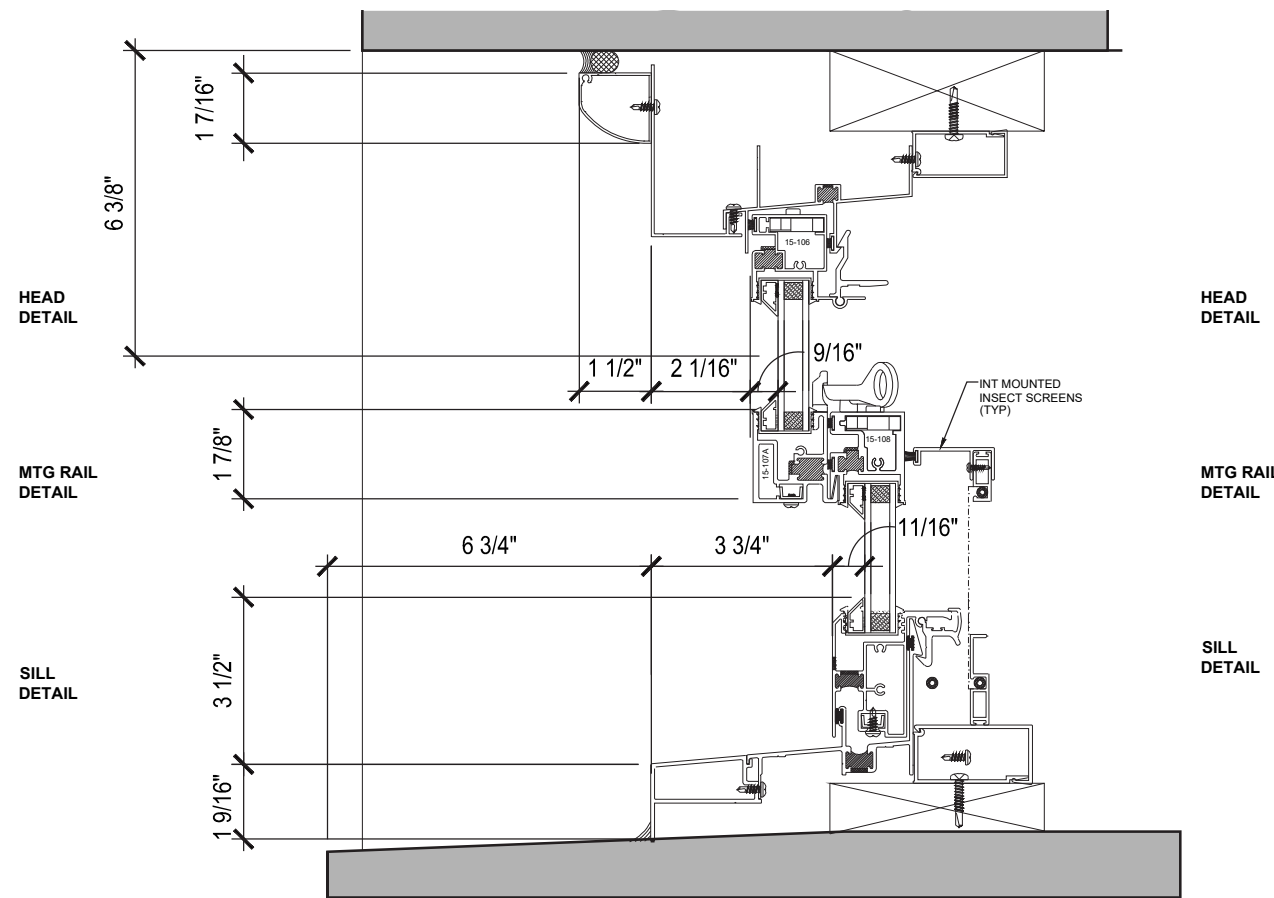 1 7/16"
6 3/8"
15-106
HEAD
DETAIL
HEAD
DETAIL
1 1/2"
2 1/16"
9/16"
INT MOUNTED
INSECT SCREENS
(TYP)
1 7/8"
15-108
15-107A
MTG RAIL
DETAIL
MTG RAIL
DETAIL
6 3/4"
3 3/4"
11/16"
3 1/2"
SILL
DETAIL
SILL
DETAIL
1 9/16"